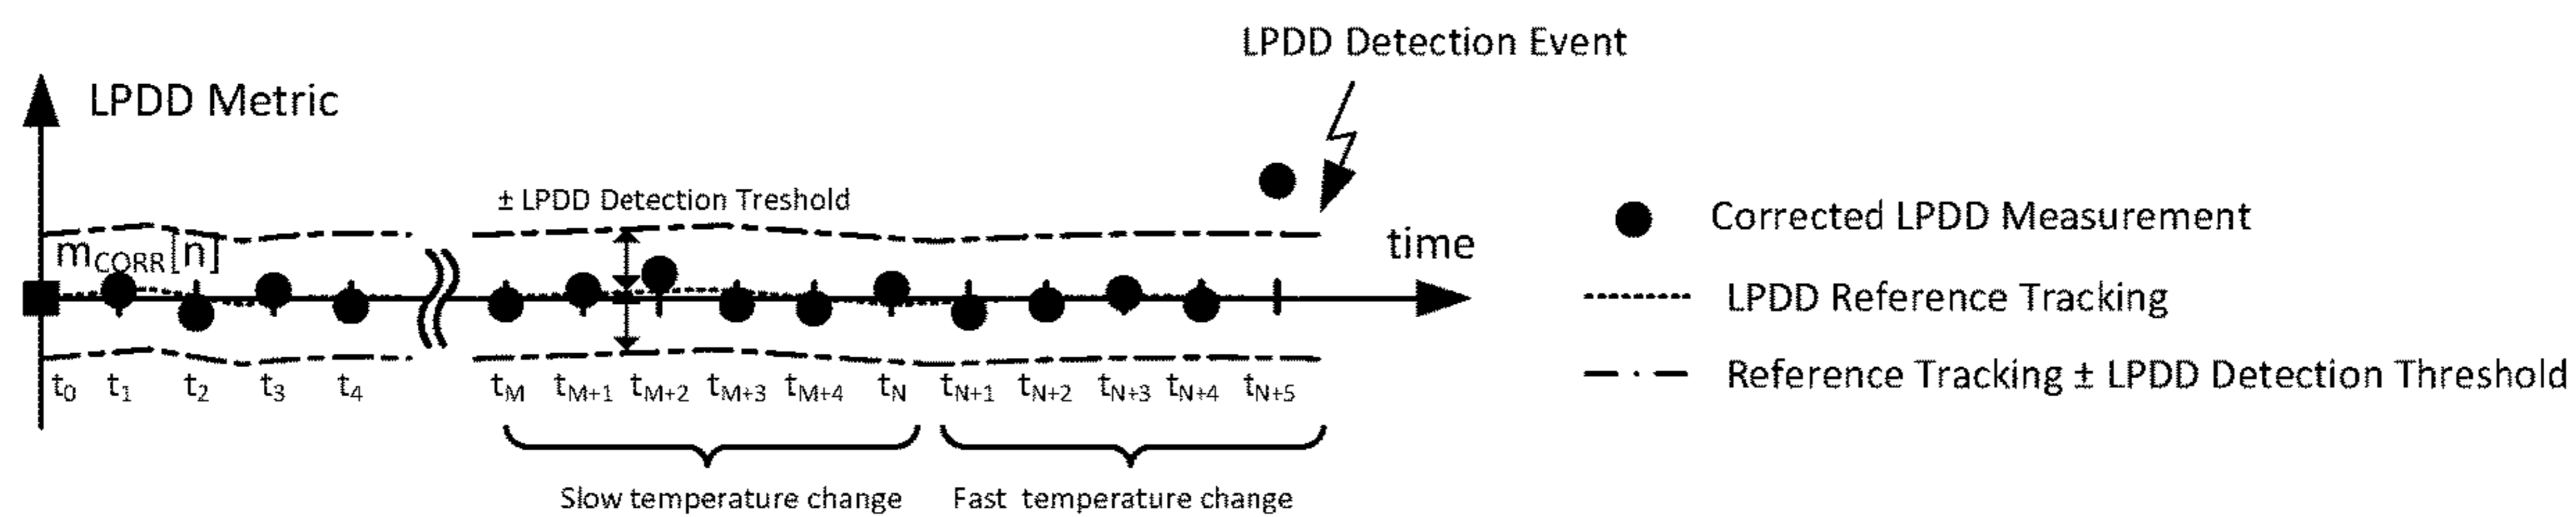 LPDD Detection Event
LPDD Metric
± LPDD Detection Treshold
mCORR[n]
time
t0 t1 t2 t3 t4 tM tM+1 tM+2 tM+3 tM+4 tN tN+1 tN+2 tN+3 tN+4 tN+5
Slow temperature change
Fast temperature change
Corrected LPDD Measurement
LPDD Reference Tracking
Reference Tracking ± LPDD Detection Threshold